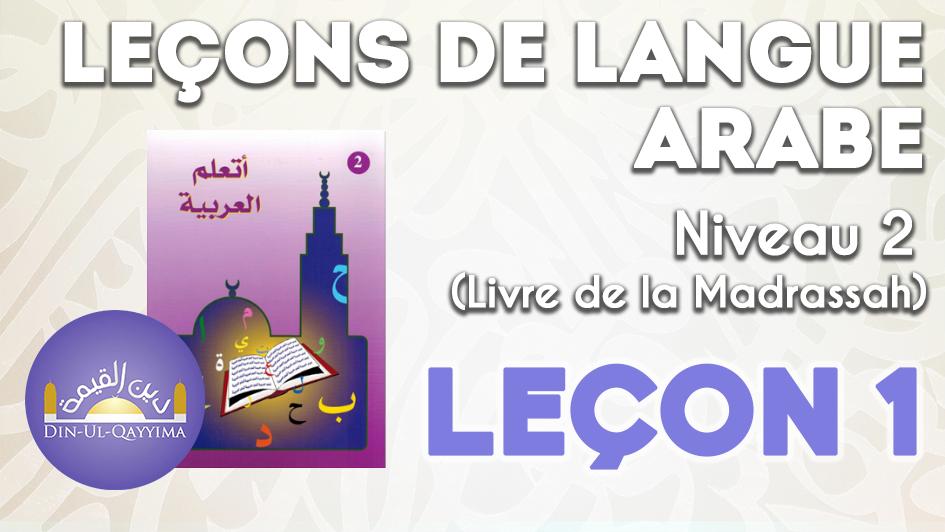 LEÇONS DE LANGUE
ARABE
Niveau 2
(Livre de la Madrassah)
LEÇON 1
2
أتعلم
العربية
ح
م
ي
و
ة
ب
ح
د
دين القيمة
DIN-UL-QAYYIMA